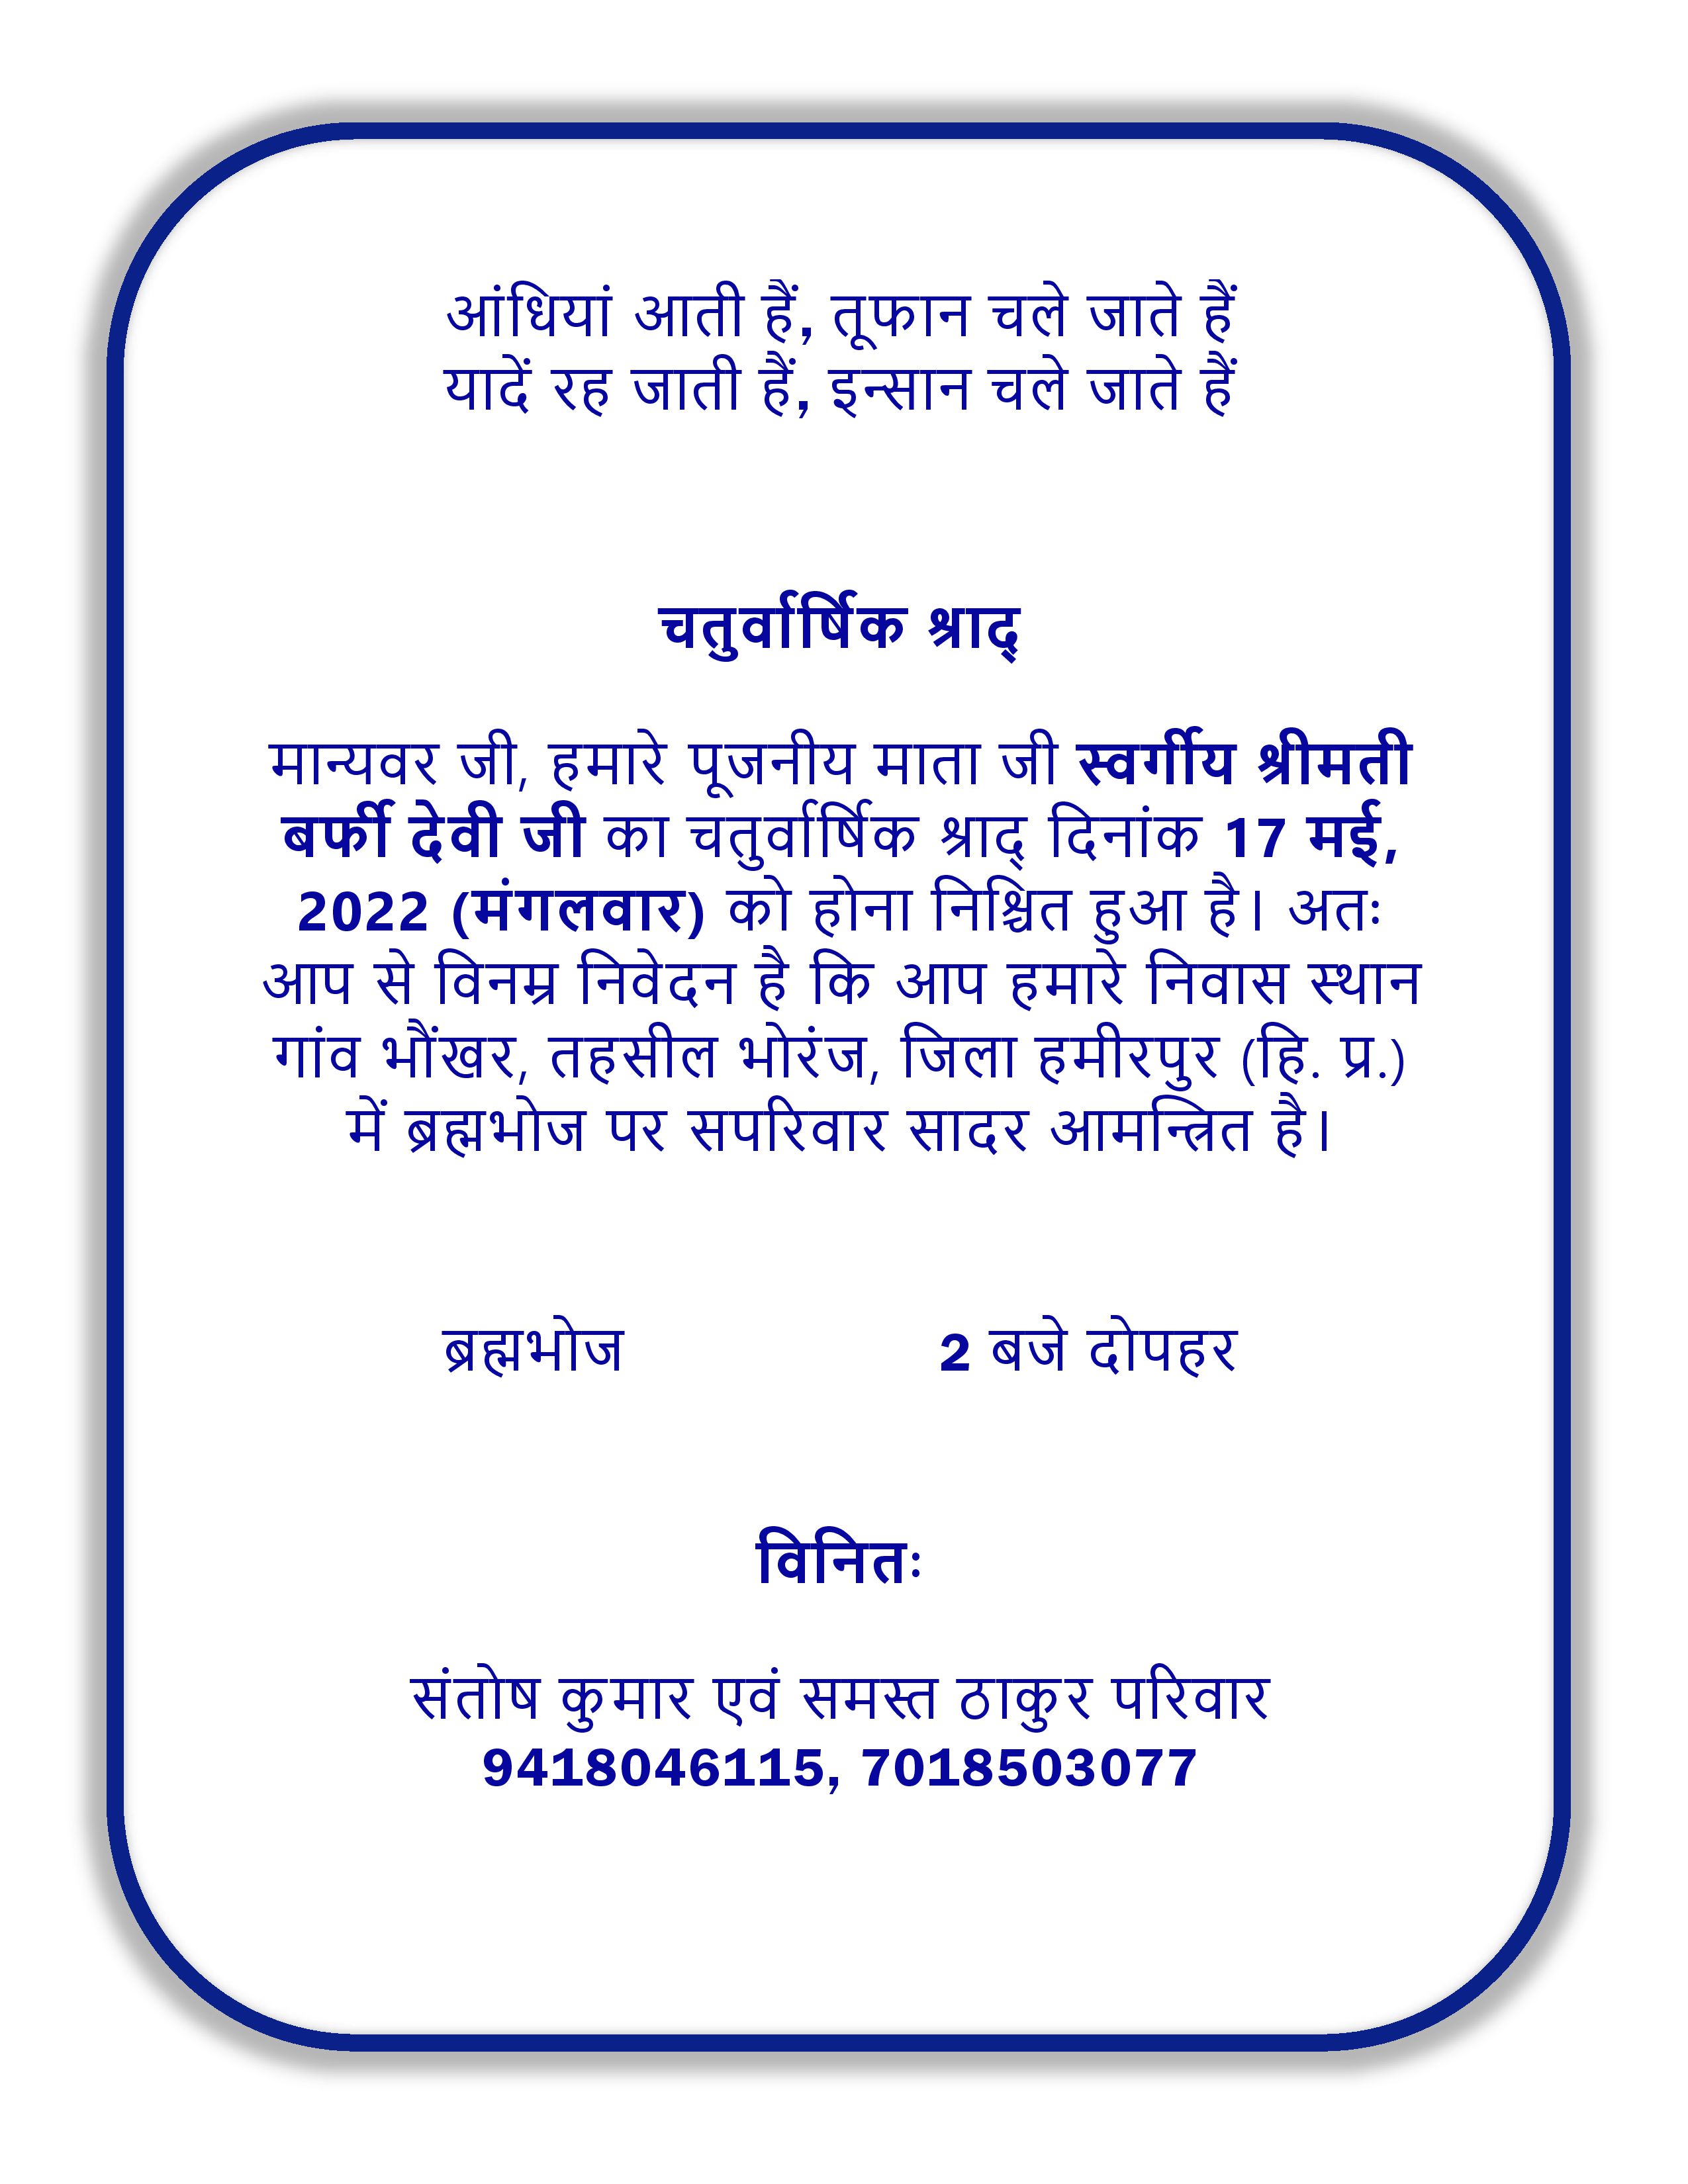 आंधियां आती हैं, तूफान चले जाते हैं
यादें रह जाती हैं, इन्सान चले जाते हैं
चतुर्वार्षिक श्राद्
मान्यवर जी, हमारे पूजनीय माता जी स्वर्गीय श्रीमती
बर्फी देवी जी का चतुर्वार्षिक श्राद् दिनांक 17 मई,
2022 (मंगलवार) को होना निश्चित हुआ है। अतः
आप से विनम्र निवेदन है कि आप हमारे निवास स्थान
गांव भौंखर, तहसील भोरंज, जिला हमीरपुर (हि. प्र.)
में ब्रह्मभोज पर सपरिवार सादर आमन्त्रित है।
ब्रह्मभोज 2 बजे दोपहर
विनितः
संतोष कुमार एवं समस्त ठाकुर परिवार
9418046115, 7018503077